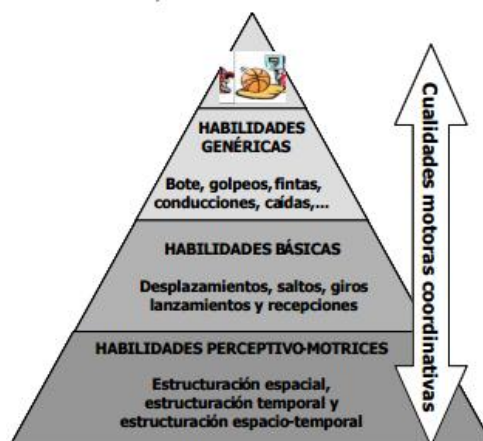 HABILIDADES
GENÉRICAS
Bote, golpeos, fintas,
conducciones, caídas,...
HABILIDADES BÁSICAS
Desplazamientos, saltos, giros
lanzamientos y recepciones
HABILIDADES PERCEPTIVO-MOTRICES
Estructuración espacial,
estructuración temporal y
estructuración espacio-temporal
Cualidades motoras coordinativas